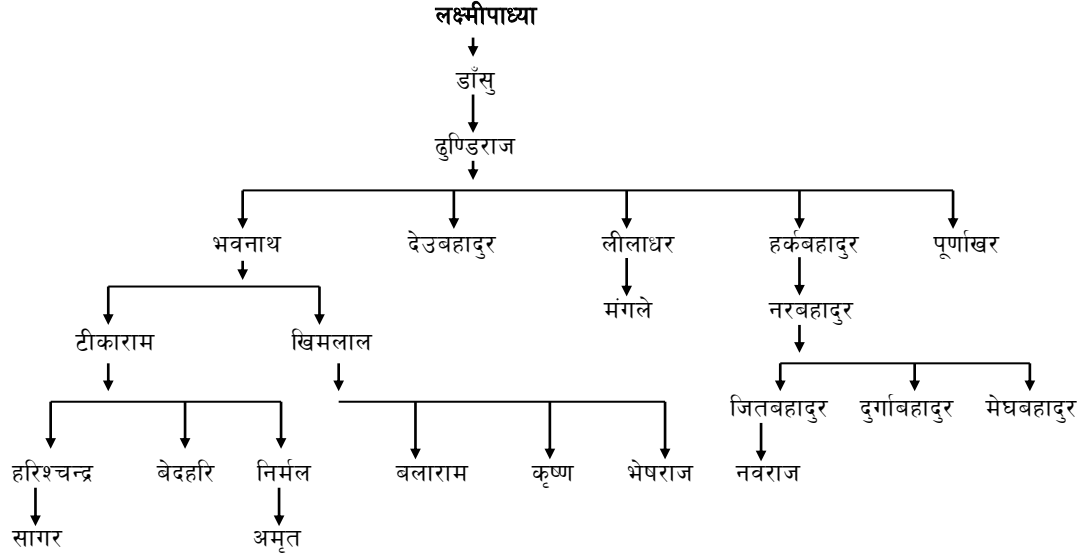 लक्ष्मीपाध्या
डाँसु
ढुण्डिराज
भवनाथ देउबहादुर लीलाधर हर्कबहादुर पूर्णाखर
मंगले नरबहादुर
टीकाराम खिमलाल
जितबहादुर दुर्गाबहादुर मेघबहादुर
हरिश्चन्द्र बेदहरि निर्मल बलाराम कृष्ण भेषराज नवराज
सागर अमृत